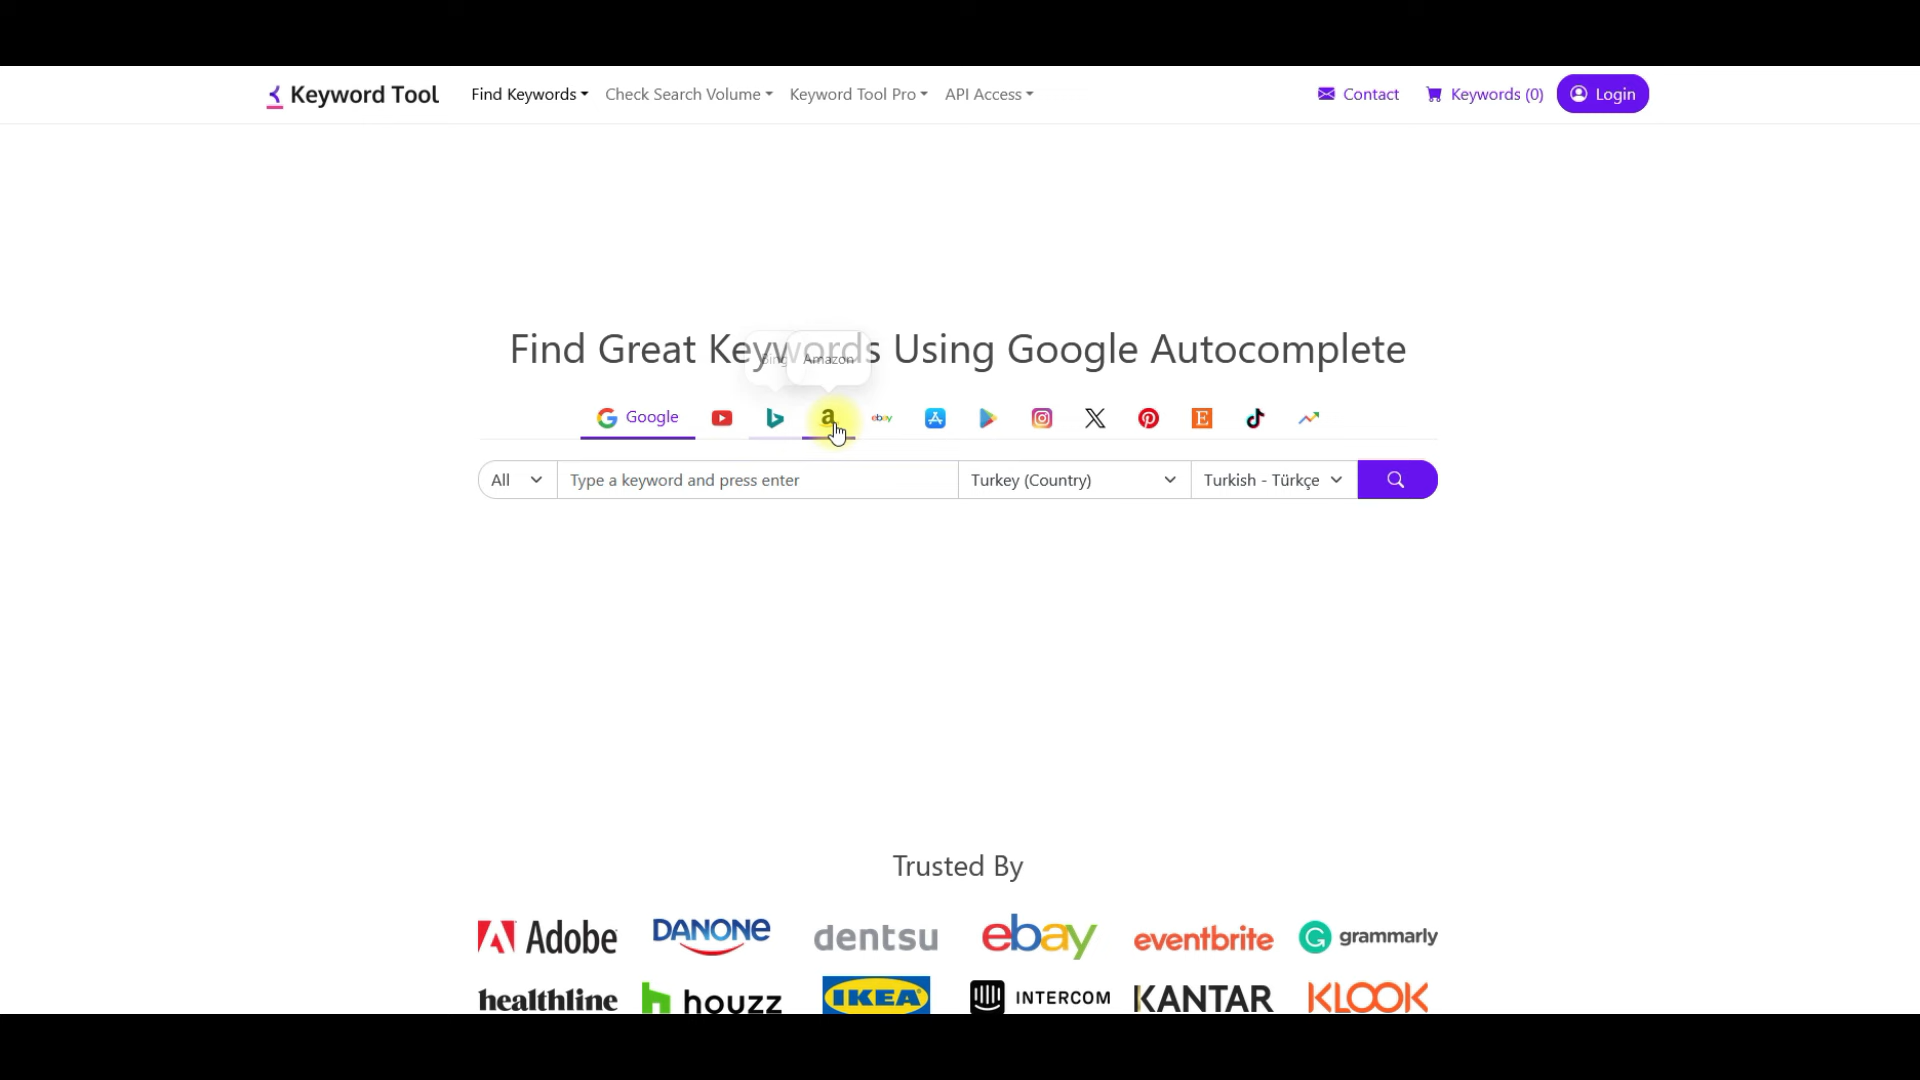 Keyword Tool Find Keywords Check Search Volume Keyword Tool Pro API Access Contact Keywords (0) Login
Find Great Keywords Using Google Autocomplete
Bing Amazon
Google a ebay E
All Type a keyword and press enter Turkey (Country) Turkish - Türkçe
Trusted By
Adobe DANONE dentsu ebay eventbrite G grammarly
healthline h houzz IKEA INTERCOM KANTAR KLOOK